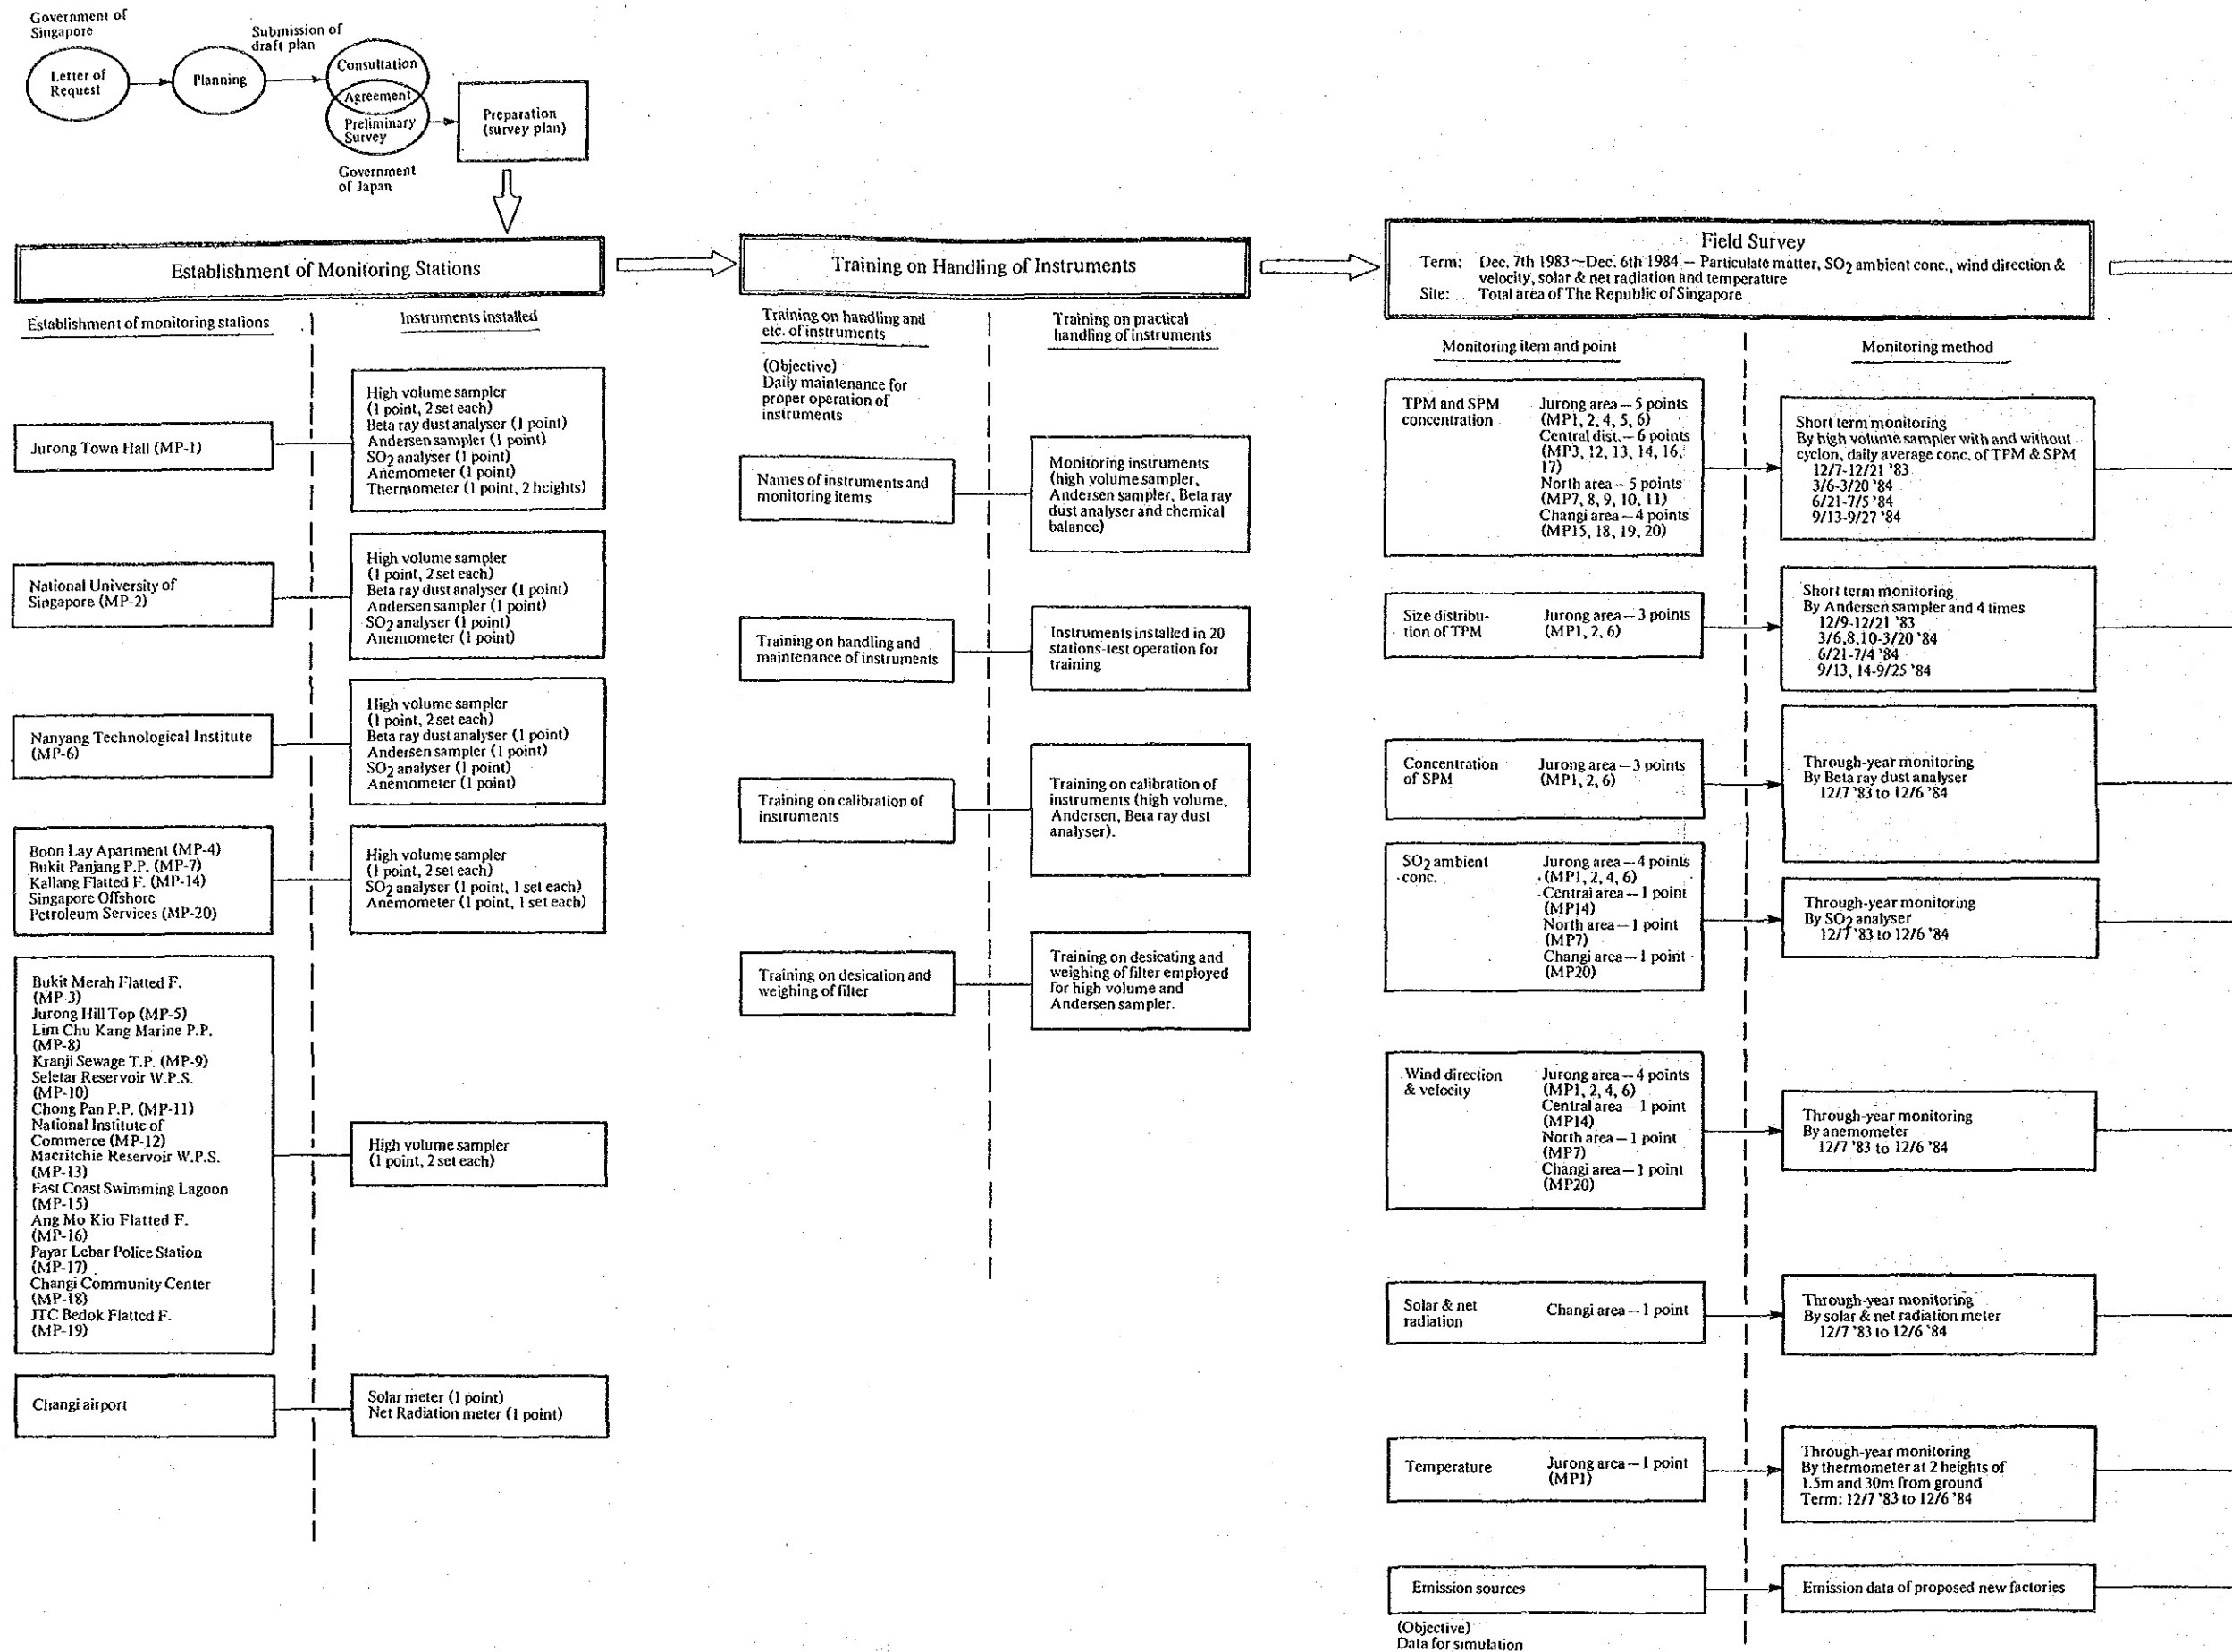 Government of
Singapore
Letter of
Request
Planning
Submission of
draft plan
Consultation
Agreement
Preliminary
Survey
Government
of Japan
Preparation
(survey plan)
Establishment of Monitoring Stations
Establishment of monitoring stations
Instruments installed
Jurong Town Hall (MP-1)
High volume sampler
(1 point, 2 set each)
Beta ray dust analyser (1 point)
Andersen sampler (1 point)
SO2 analyser (1 point)
Anemometer (1 point)
Thermometer (1 point, 2 heights)
National University of
Singapore (MP-2)
High volume sampler
(1 point, 2 set each)
Beta ray dust analyser (1 point)
Andersen sampler (1 point)
SO2 analyser (1 point)
Anemometer (1 point)
Nanyang Technological Institute
(MP-6)
High volume sampler
(1 point, 2 set each)
Beta ray dust analyser (1 point)
Andersen sampler (1 point)
SO2 analyser (1 point)
Anemometer (1 point)
Boon Lay Apartment (MP-4)
Bukit Panjang P.P. (MP-7)
Kallang Flatted F. (MP-14)
Singapore Offshore
Petroleum Services (MP-20)
High volume sampler
(1 point, 2 set each)
SO2 analyser (1 point, 1 set each)
Anemometer (1 point, 1 set each)
Bukit Merah Flatted F.
(MP-3)
Jurong Hill Top (MP-5)
Lim Chu Kang Marine P.P.
(MP-8)
Kranji Sewage T.P. (MP-9)
Seletar Reservoir W.P.S.
(MP-10)
Chong Pan P.P. (MP-11)
National Institute of
Commerce (MP-12)
Macritchie Reservoir W.P.S.
(MP-13)
East Coast Swimming Lagoon
(MP-15)
Ang Mo Kio Flatted F.
(MP-16)
Payar Lebar Police Station
(MP-17)
Changi Community Center
(MP-18)
JTC Bedok Flatted F.
(MP-19)
High volume sampler
(1 point, 2 set each)
Changi airport
Solar meter (1 point)
Net Radiation meter (1 point)
Training on Handling of Instruments
Training on handling and
etc. of instruments
(Objective)
Daily maintenance for
proper operation of
instruments
Training on practical
handling of instruments
Names of instruments and
monitoring items
Monitoring instruments
(high volume sampler,
Andersen sampler, Beta ray
dust analyser and chemical
balance)
Training on handling and
maintenance of instruments
Instruments installed in 20
stations-test operation for
training
Training on calibration of
instruments
Training on calibration of
instruments (high volume,
Andersen, Beta ray dust
analyser).
Training on desication and
weighing of filter
Training on desicating and
weighing of filter employed
for high volume and
Andersen sampler.
Field Survey
Term: Dec. 7th 1983~Dec. 6th 1984 – Particulate matter, SO2 ambient conc., wind direction &
velocity, solar & net radiation and temperature
Site: Total area of The Republic of Singapore
Monitoring item and point
Monitoring method
TPM and SPM
concentration
Jurong area – 5 points
(MP1, 2, 4, 5, 6)
Central dist. – 6 points
(MP3, 12, 13, 14, 16,
17)
North area – 5 points
(MP7, 8, 9, 10, 11)
Changi area – 4 points
(MP15, 18, 19, 20)
Short term monitoring
By high volume sampler with and without
cyclon, daily average conc. of TPM & SPM
12/7-12/21 '83
3/6-3/20 '84
6/21-7/5 '84
9/13-9/27 '84
Size distribu-
tion of TPM
Jurong area – 3 points
(MP1, 2, 6)
Short term monitoring
By Andersen sampler and 4 times
12/9-12/21 '83
3/6,8,10-3/20 '84
6/21-7/4 '84
9/13, 14-9/25 '84
Concentration
of SPM
Jurong area – 3 points
(MP1, 2, 6)
Through-year monitoring
By Beta ray dust analyser
12/7 '83 to 12/6 '84
SO2 ambient
conc.
Jurong area – 4 points
(MP1, 2, 4, 6)
Central area – 1 point
(MP14)
North area – 1 point
(MP7)
Changi area – 1 point
(MP20)
Through-year monitoring
By SO2 analyser
12/7 '83 to 12/6 '84
Wind direction
& velocity
Jurong area – 4 points
(MP1, 2, 4, 6)
Central area – 1 point
(MP14)
North area – 1 point
(MP7)
Changi area – 1 point
(MP20)
Through-year monitoring
By anemometer
12/7 '83 to 12/6 '84
Solar & net
radiation
Changi area – 1 point
Through-year monitoring
By solar & net radiation meter
12/7 '83 to 12/6 '84
Temperature
Jurong area – 1 point
(MP1)
Through-year monitoring
By thermometer at 2 heights of
1.5m and 30m from ground
Term: 12/7 '83 to 12/6 '84
Emission sources
Emission data of proposed new factories
(Objective)
Data for simulation